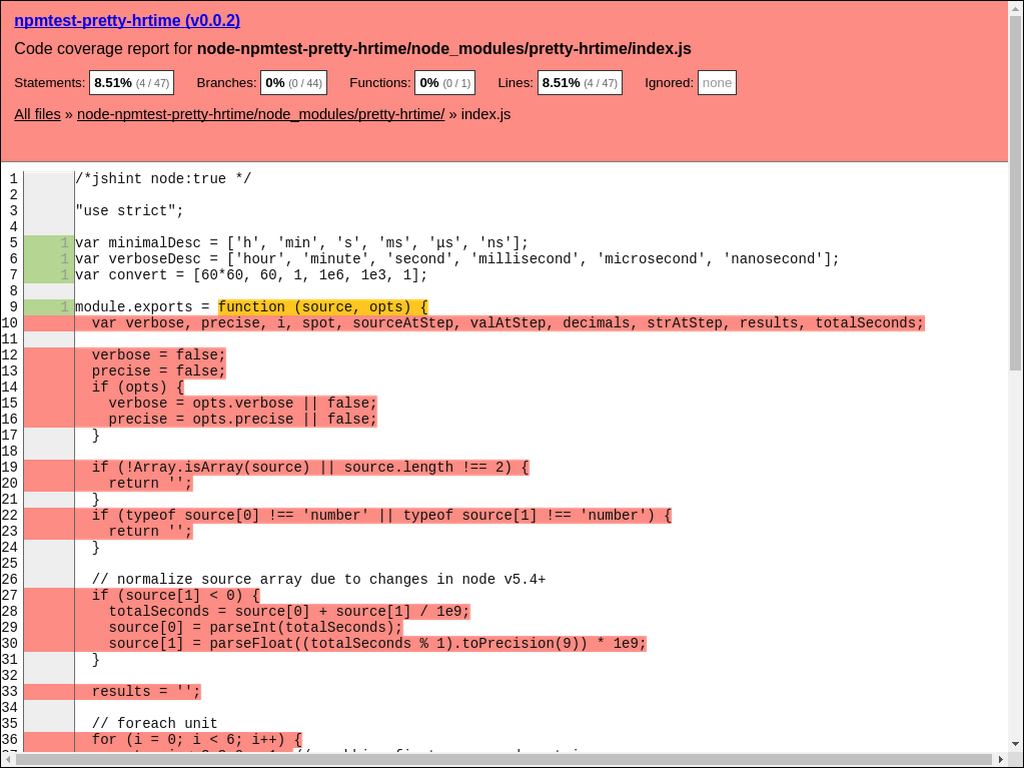 npmtest-pretty-hrtime (v0.0.2)
Code coverage report for node-npmtest-pretty-hrtime/node_modules/pretty-hrtime/index.js
Statements: 8.51% (4 / 47) Branches: 0% (0 / 44) Functions: 0% (0 / 1) Lines: 8.51% (4 / 47) Ignored: none
All files » node-npmtest-pretty-hrtime/node_modules/pretty-hrtime/ » index.js
1 /*jshint node:true */
2
3 "use strict";
4
5 1 var minimalDesc = ['h', 'min', 's', 'ms', 'μs', 'ns'];
6 1 var verboseDesc = ['hour', 'minute', 'second', 'millisecond', 'microsecond', 'nanosecond'];
7 1 var convert = [60*60, 60, 1, 1e6, 1e3, 1];
8
9 1 module.exports = function (source, opts) {
10 var verbose, precise, i, spot, sourceAtStep, valAtStep, decimals, strAtStep, results, totalSeconds;
11
12 verbose = false;
13 precise = false;
14 if (opts) {
15 verbose = opts.verbose || false;
16 precise = opts.precise || false;
17 }
18
19 if (!Array.isArray(source) || source.length !== 2) {
20 return '';
21 }
22 if (typeof source[0] !== 'number' || typeof source[1] !== 'number') {
23 return '';
24 }
25
26 // normalize source array due to changes in node v5.4+
27 if (source[1] < 0) {
28 totalSeconds = source[0] + source[1] / 1e9;
29 source[0] = parseInt(totalSeconds);
30 source[1] = parseFloat((totalSeconds % 1).toPrecision(9)) * 1e9;
31 }
32
33 results = '';
34
35 // foreach unit
36 for (i = 0; i < 6; i++) {